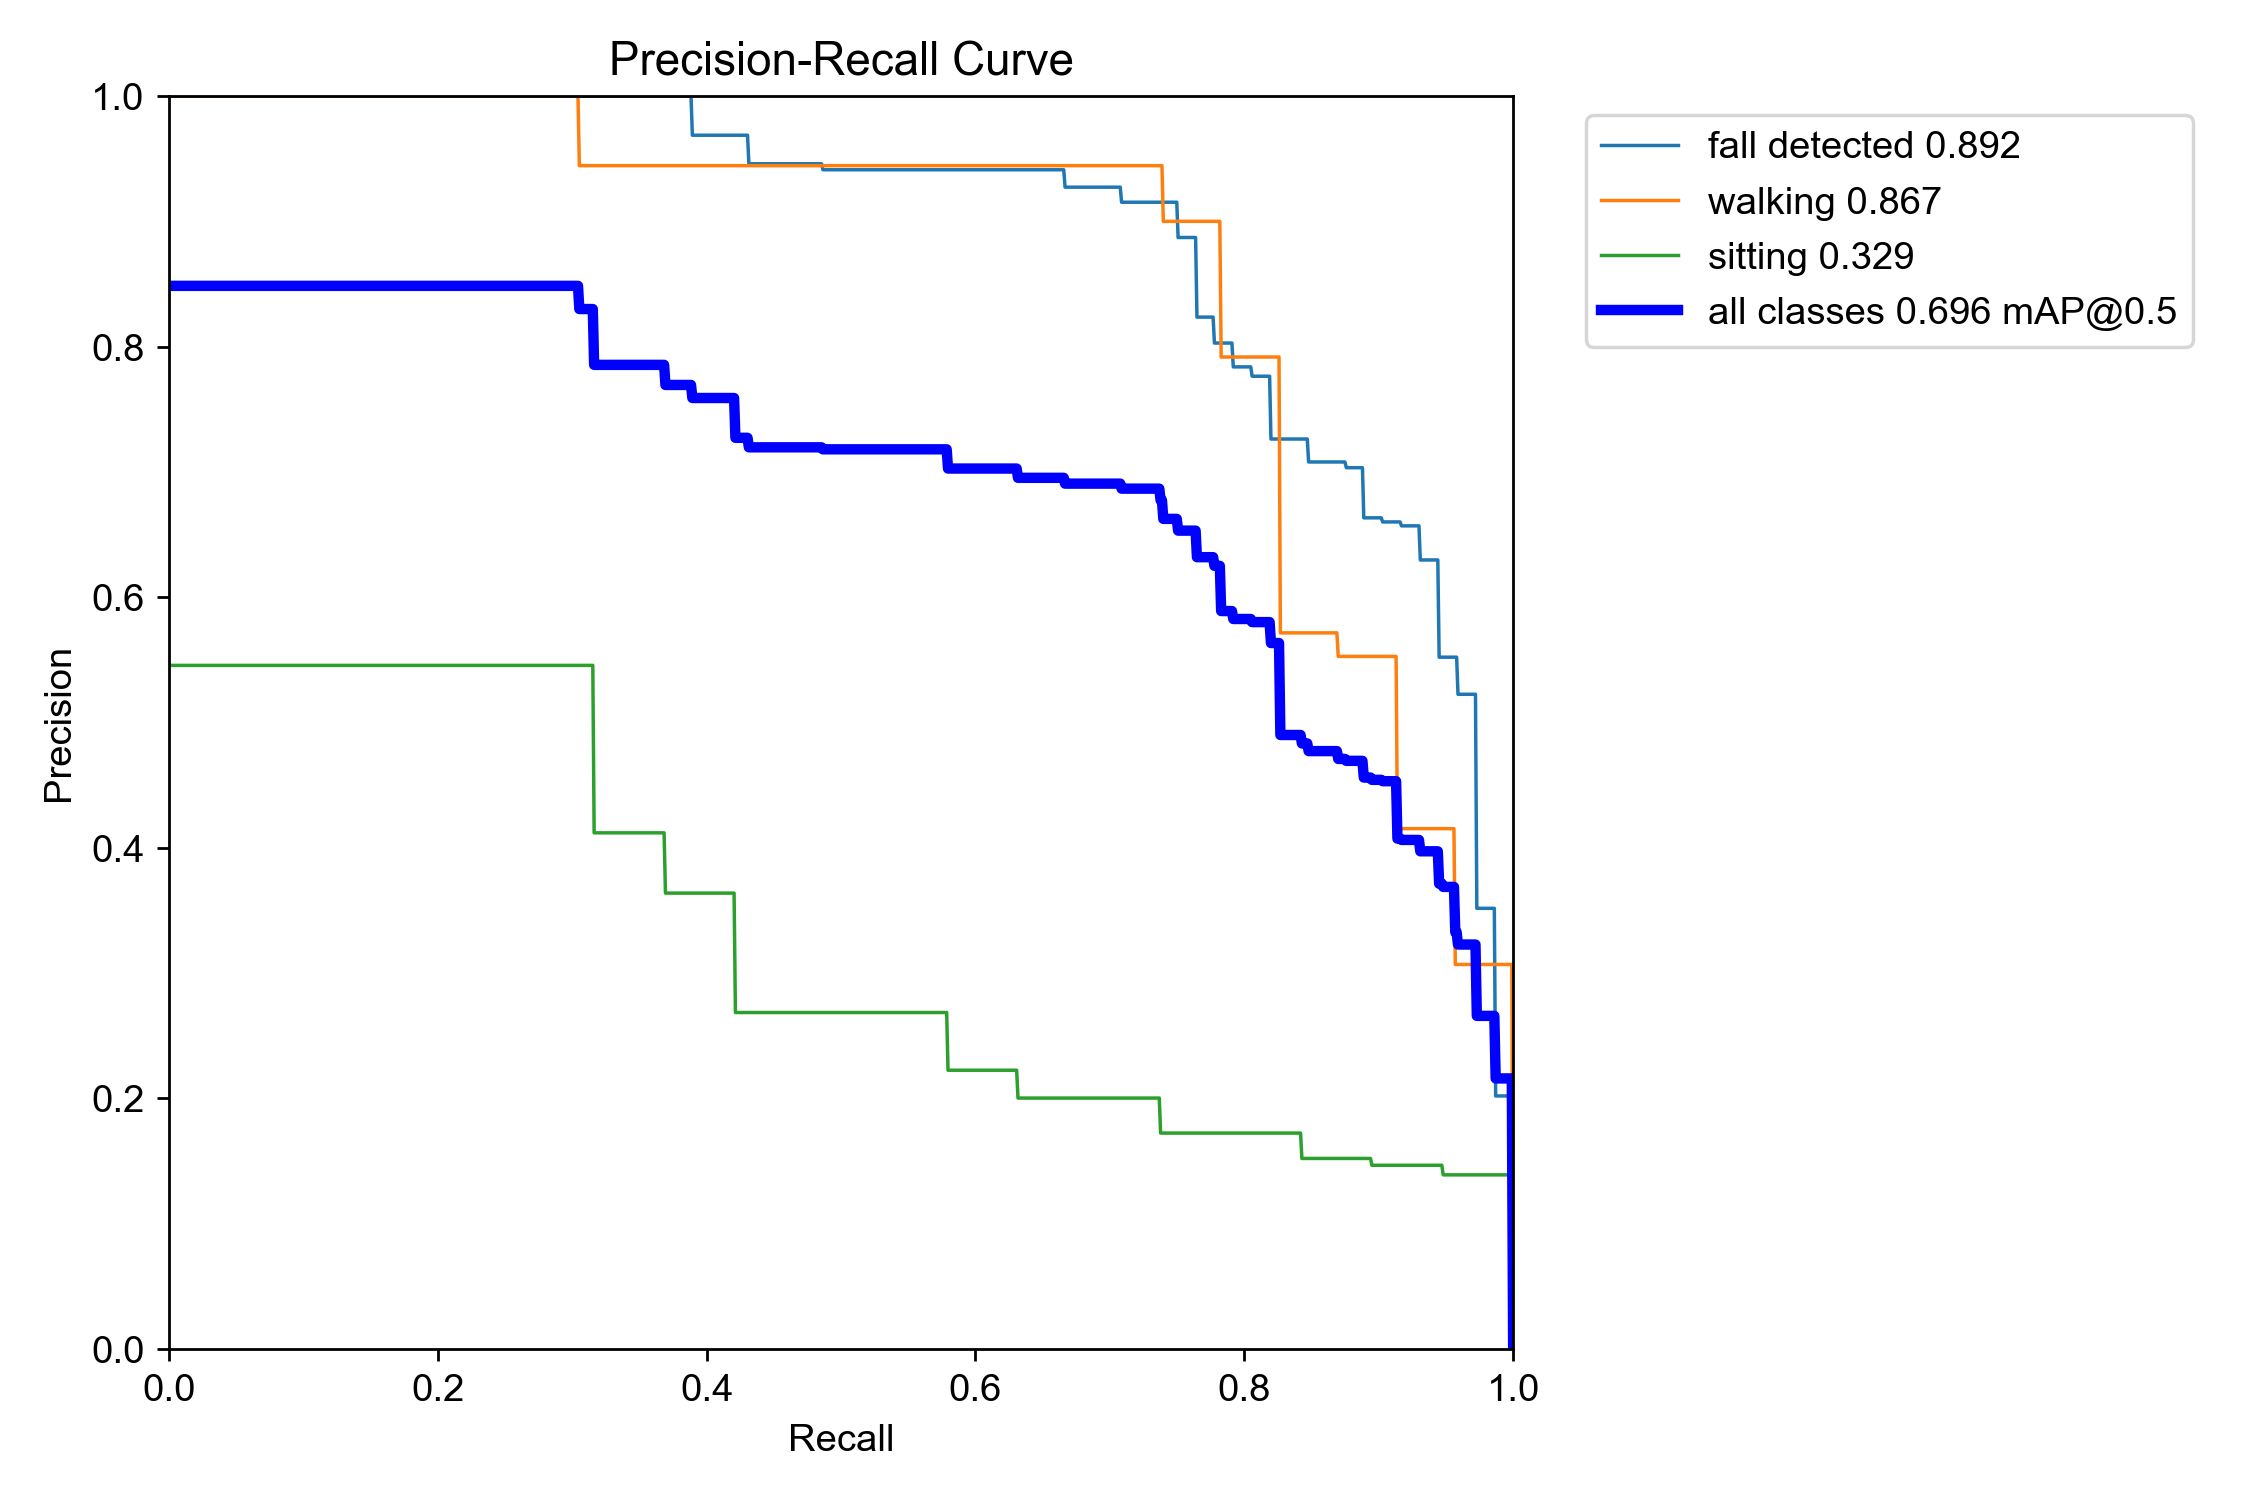 Precision-Recall Curve
1.0
0.8
0.6
0.4
0.2
0.0
Precision
0.0 0.2 0.4 0.6 0.8 1.0
Recall
fall detected 0.892
walking 0.867
sitting 0.329
all classes 0.696 mAP@0.5